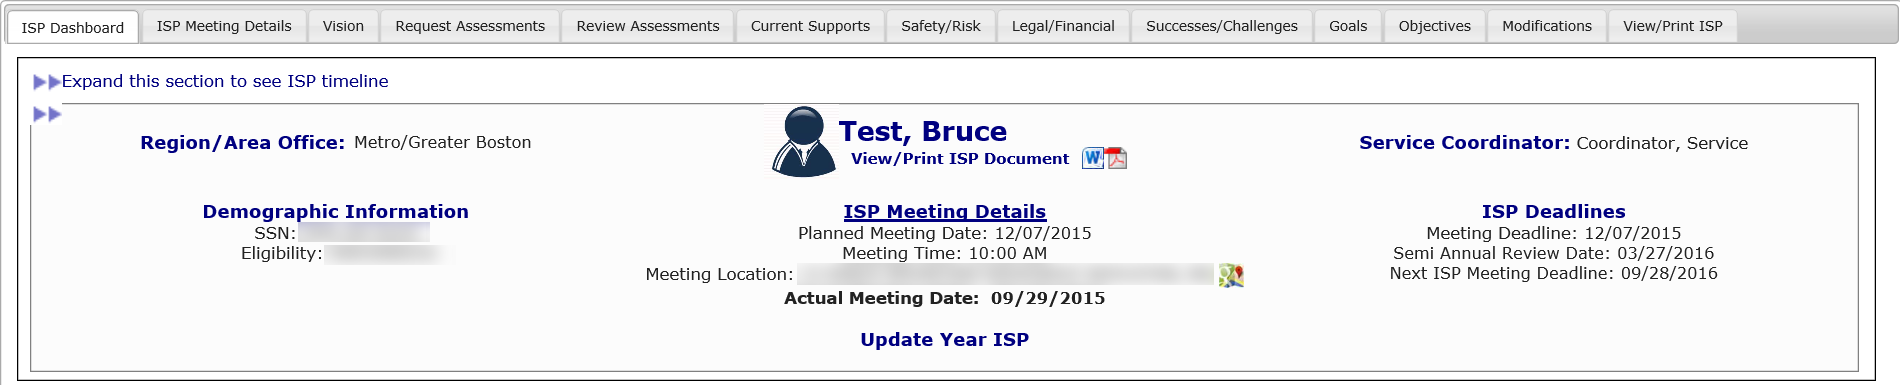 ISP Dashboard ISP Meeting Details Vision Request Assessments Review Assessments Current Supports Safety/Risk Legal/Financial Successes/Challenges Goals Objectives Modifications View/Print ISP
Expand this section to see ISP timeline
Region/Area Office: Metro/Greater Boston
Test, Bruce
View/Print ISP Document
Service Coordinator: Coordinator, Service
Demographic Information
SSN:
Eligibility:
ISP Meeting Details
Planned Meeting Date: 12/07/2015
Meeting Time: 10:00 AM
Meeting Location:
Actual Meeting Date: 09/29/2015
Update Year ISP
ISP Deadlines
Meeting Deadline: 12/07/2015
Semi Annual Review Date: 03/27/2016
Next ISP Meeting Deadline: 09/28/2016